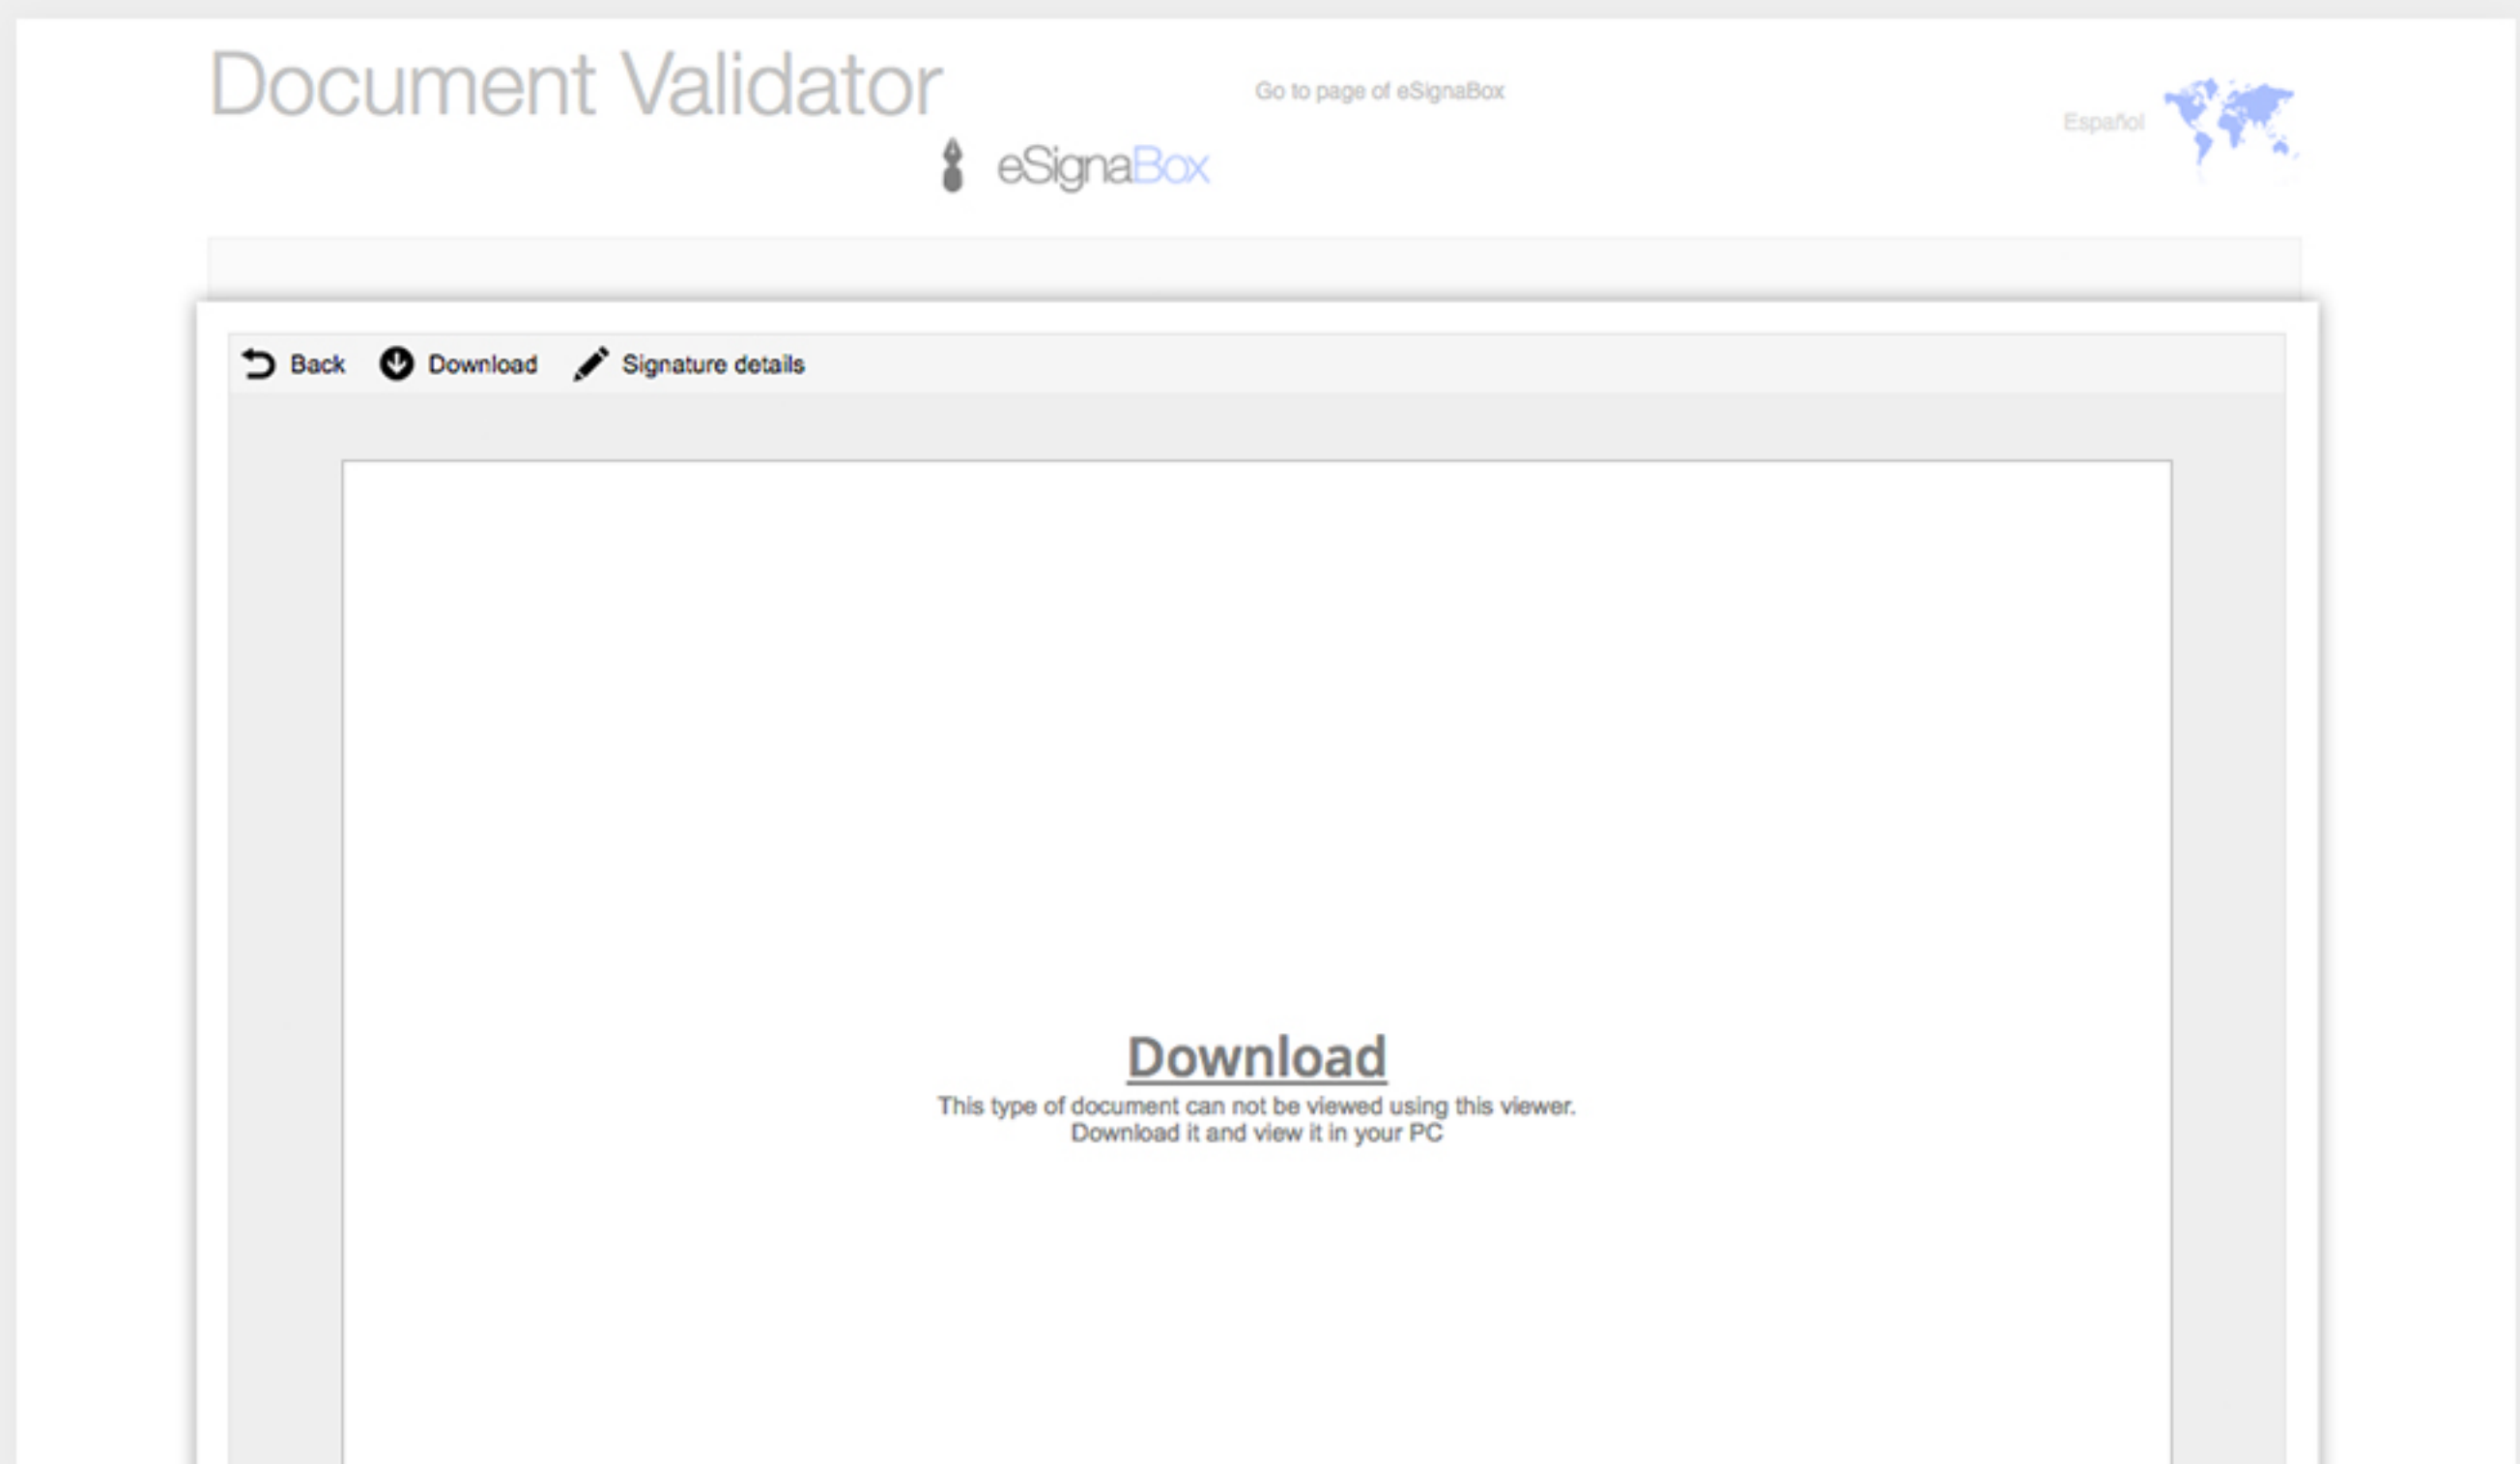 Document Validator
Go to page of eSignaBox
Español
eSignaBox
Back Download Signature details
Download
This type of document can not be viewed using this viewer.
Download it and view it in your PC